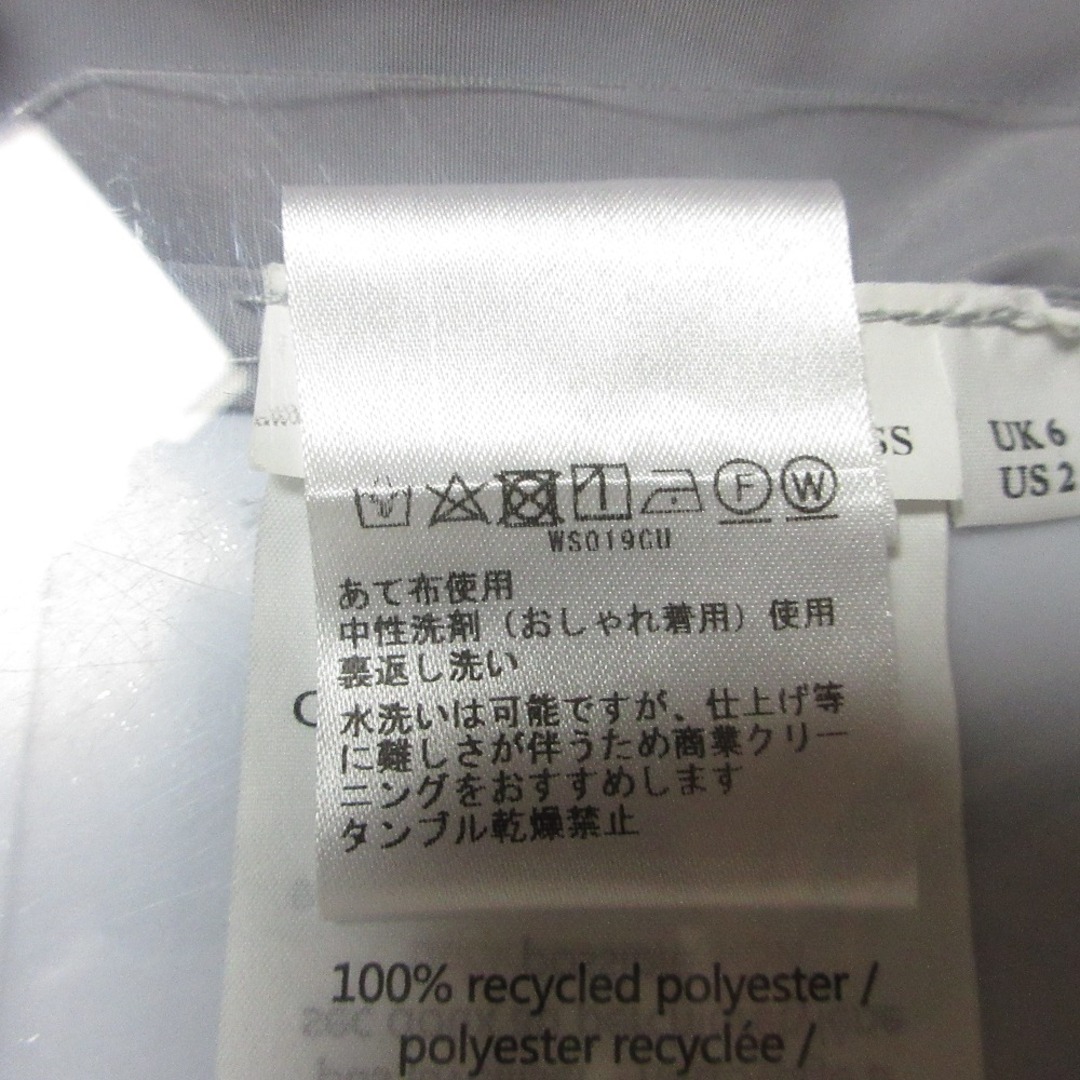 UK 6
US 2
F W
WS019CU
あて布使用
中性洗剤（おしゃれ着用）使用
裏返し洗い
水洗いは可能ですが、仕上げ等
に難しさが伴うため商業クリー
ニングをおすすめします
タンブル乾燥禁止
100% recycled polyester /
polyester recyclée /